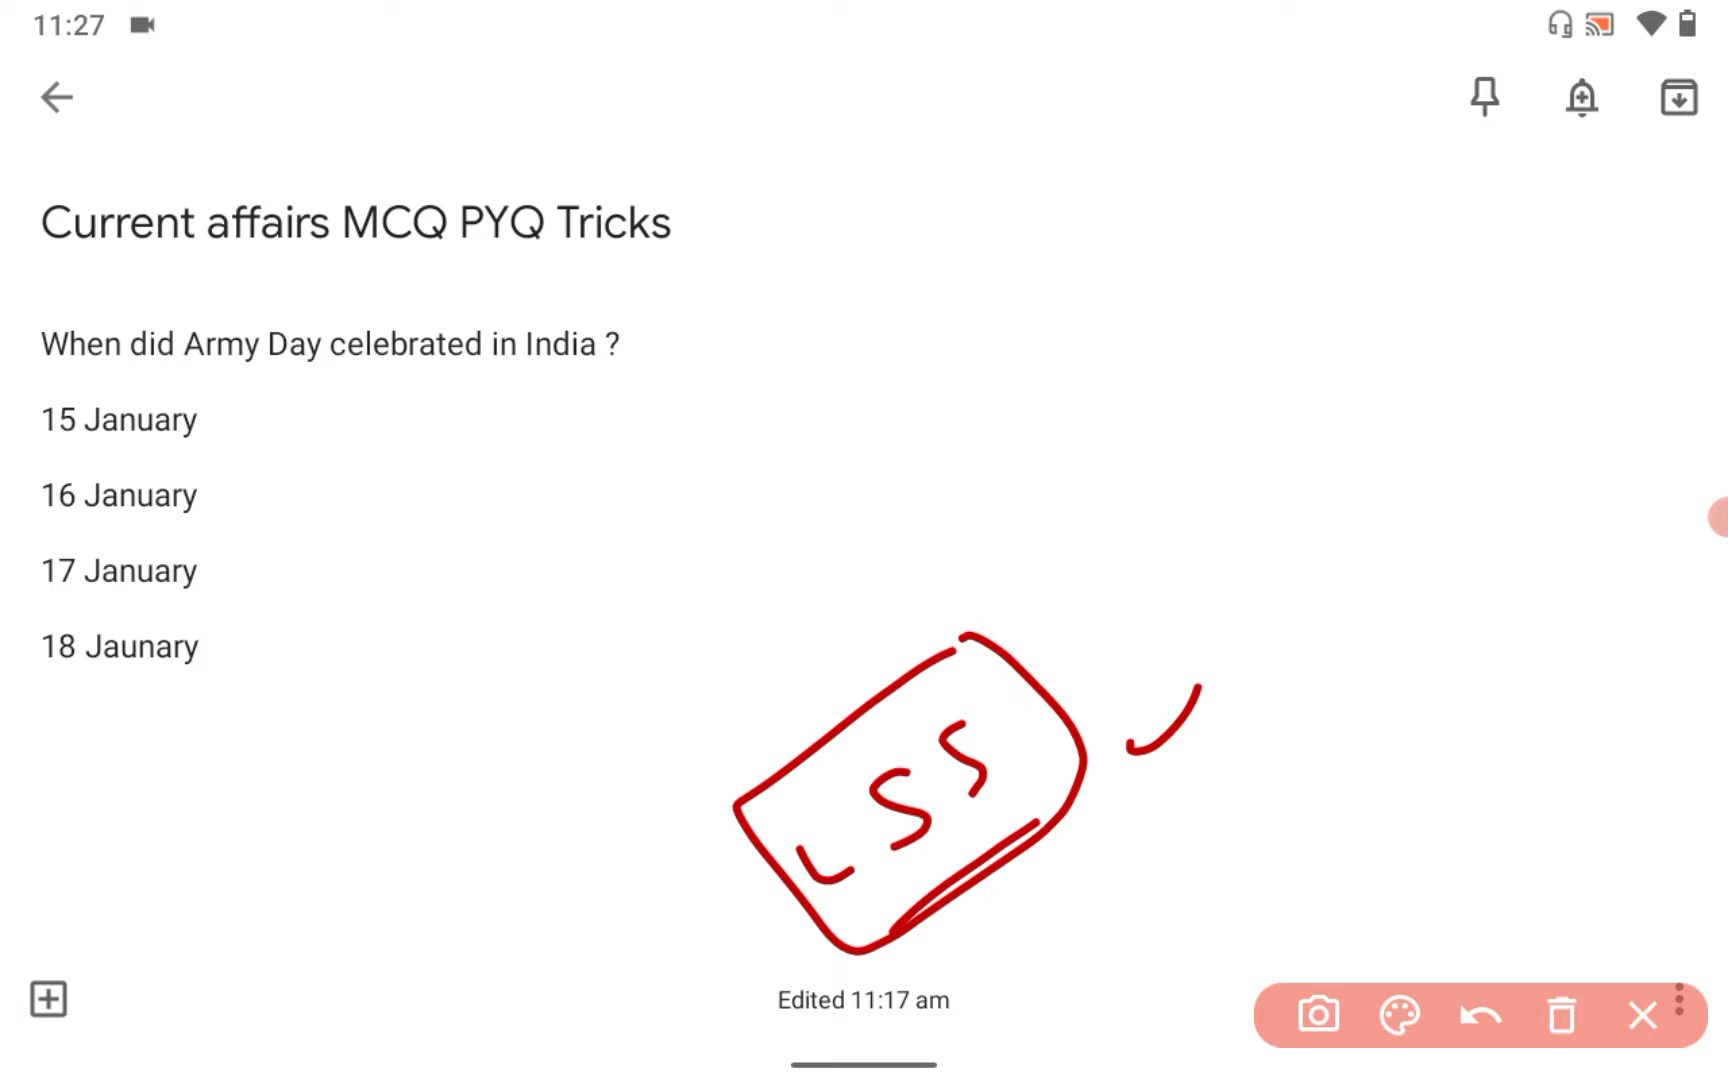 11:27
Current affairs MCQ PYQ Tricks
When did Army Day celebrated in India ?
15 January
16 January
17 January
18 Jaunary
LSS
Edited 11:17 am